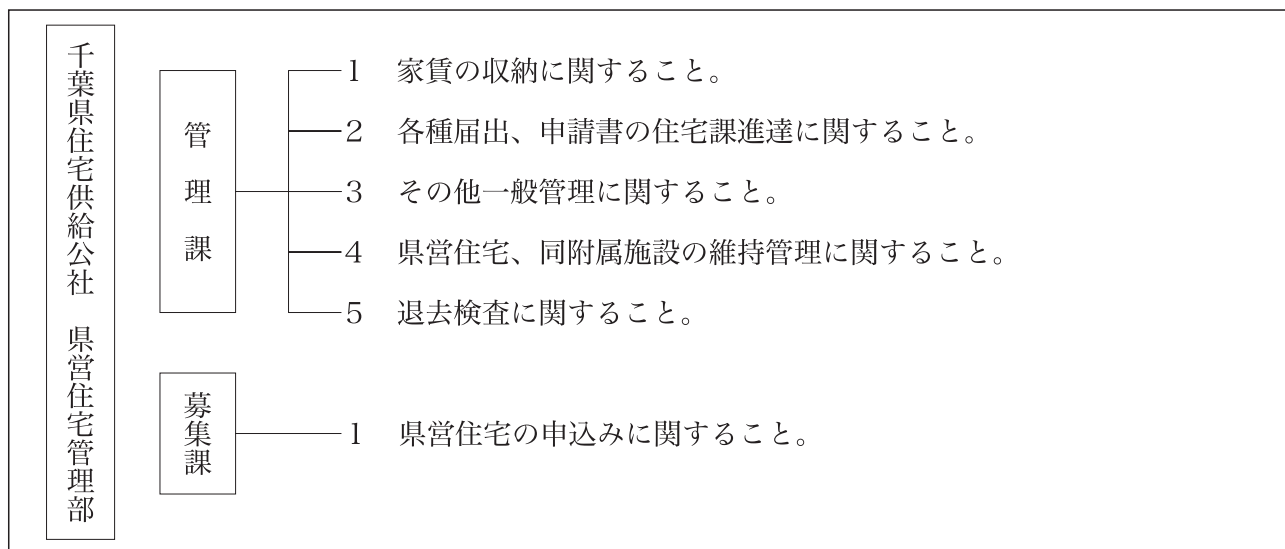 千葉県住宅供給公社　県営住宅管理部
管理課
1　家賃の収納に関すること。
2　各種届出、申請書の住宅課進達に関すること。
3　その他一般管理に関すること。
4　県営住宅、同附属施設の維持管理に関すること。
5　退去検査に関すること。
募集課
1　県営住宅の申込みに関すること。